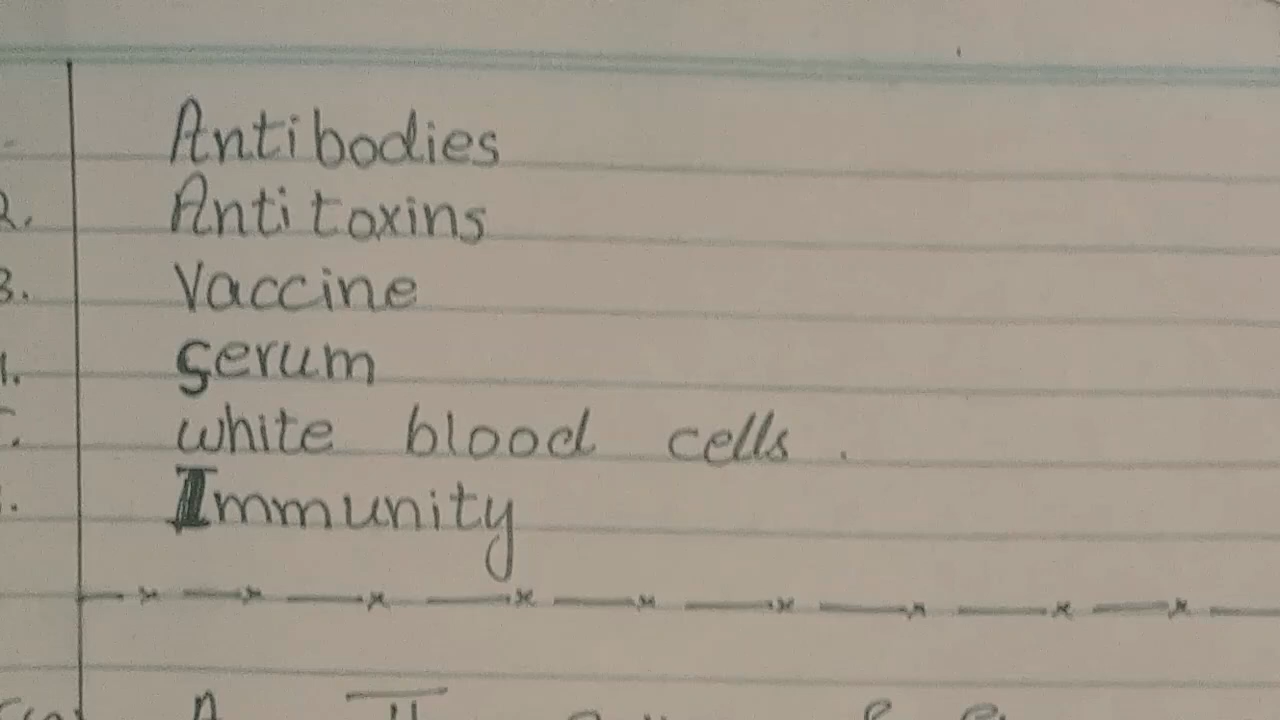 Antibodies
2. Antitoxins
3. Vaccine
serum
white blood cells.
Immunity